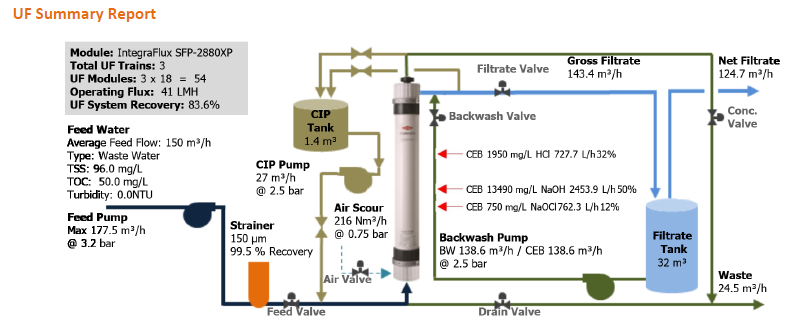 UF Summary Report
Module: IntegraFlux SFP-2880XP
Total UF Trains: 3
UF Modules: 3 x 18 = 54
Operating Flux: 41 LMH
UF System Recovery: 83.6%
Feed Water
Average Feed Flow: 150 m³/h
Type: Waste Water
TSS: 96.0 mg/L
TOC: 50.0 mg/L
Turbidity: 0.0NTU
Feed Pump
Max 177.5 m³/h
@ 3.2 bar
Strainer
150 µm
99.5 % Recovery
Feed Valve
CIP
Tank
1.4 m³
CIP Pump
27 m³/h
@ 2.5 bar
Air Scour
216 Nm³/h
@ 0.75 bar
Air Valve
Filtrate Valve
Gross Filtrate
143.4 m³/h
Net Filtrate
124.7 m³/h
Backwash Valve
Conc.
Valve
CEB 1950 mg/L HCl 727.7 L/h32%
CEB 13490 mg/L NaOH 2453.9 L/h50%
CEB 750 mg/L NaOCl762.3 L/h12%
Backwash Pump
BW 138.6 m³/h / CEB 138.6 m³/h
@ 2.5 bar
Filtrate
Tank
32 m³
Waste
24.5 m³/h
Drain Valve